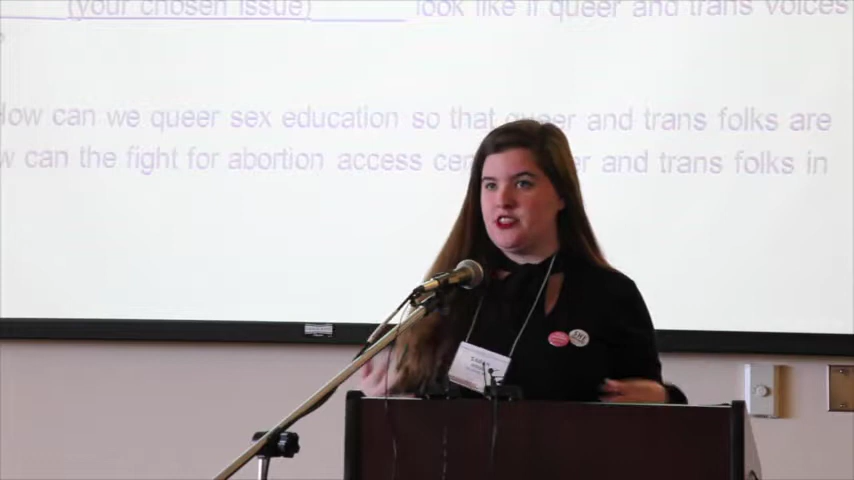 (your chosen issue) look like if queer and trans voices
How can we queer sex education so that queer and trans folks are
w can the fight for abortion access cen er and trans folks in